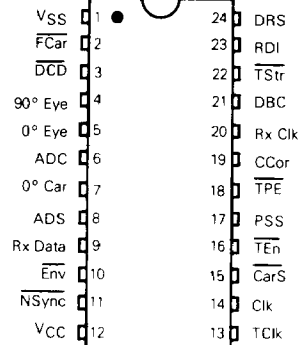 VSS 1 24 DRS
FCar 2 23 RDI
DCD 3 22 TStr
90° Eye 4 21 DBC
0° Eye 5 20 Rx Clk
ADC 6 19 CCor
0° Car 7 18 TPE
ADS 8 17 PSS
Rx Data 9 16 TEn
Env 10 15 CarS
NSync 11 14 Clk
VCC 12 13 TClk